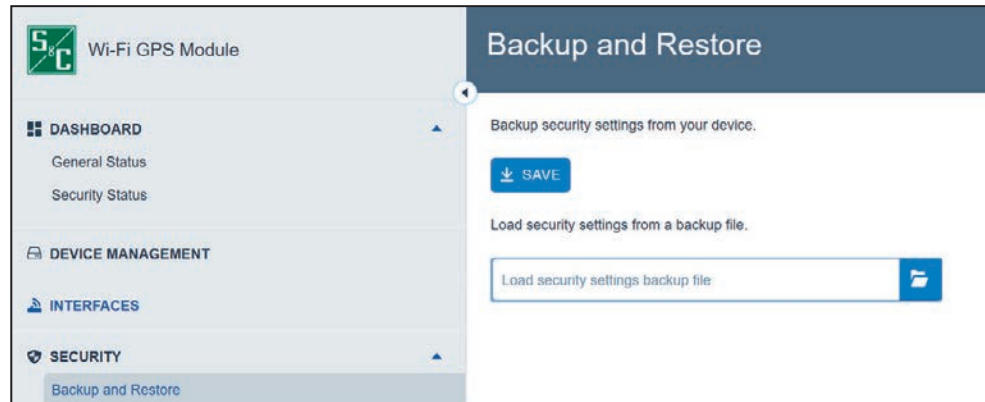 S&C
Wi-Fi GPS Module
DASHBOARD
General Status
Security Status
DEVICE MANAGEMENT
INTERFACES
SECURITY
Backup and Restore
Backup and Restore
Backup security settings from your device.
SAVE
Load security settings from a backup file.
Load security settings backup file